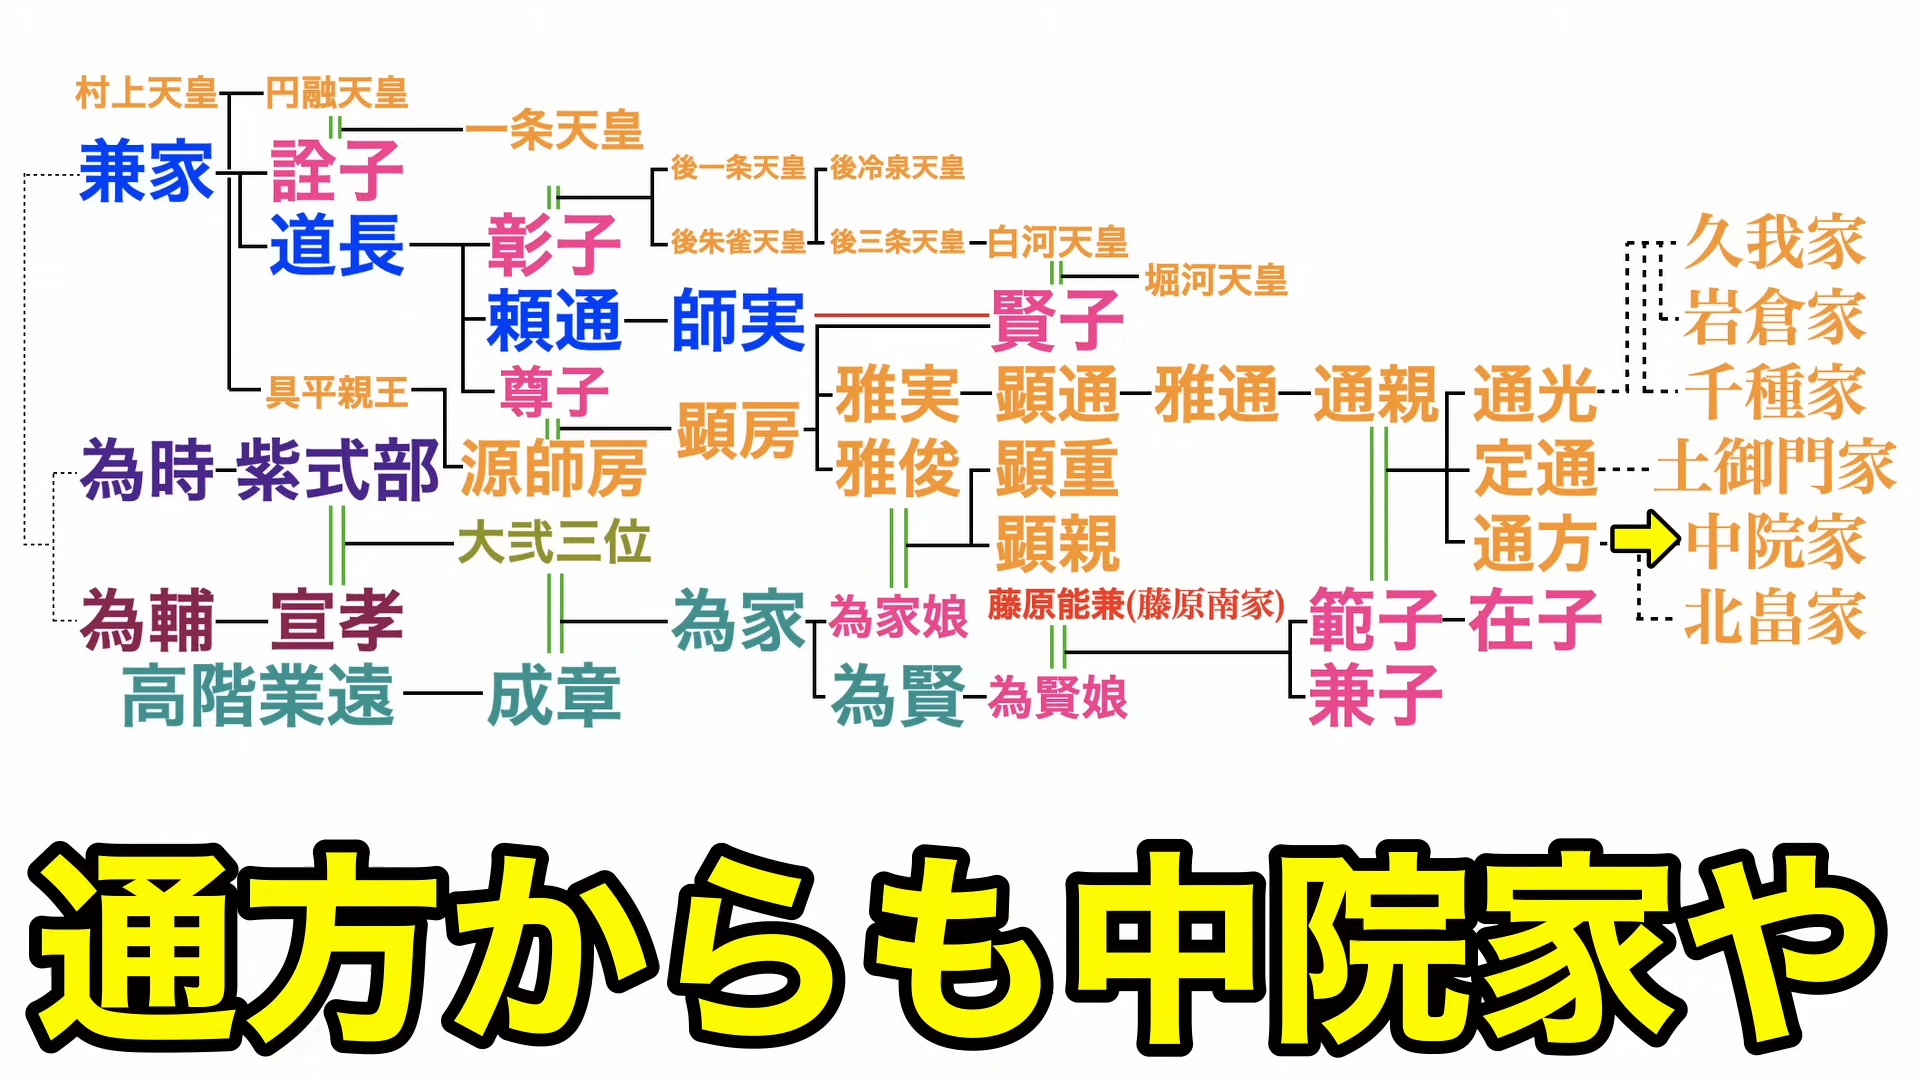 村上天皇 円融天皇
一条天皇
兼家 詮子 後一条天皇 後冷泉天皇
道長 彰子 後朱雀天皇 後三条天皇 白河天皇 久我家
堀河天皇
頼通 師実 賢子 岩倉家
具平親王 尊子 雅実 顕通 雅通 通親 通光 千種家
顕房
為時 紫式部 源師房 雅俊 顕重 定通 土御門家
大弐三位 顕親 通方 中院家
為輔 宣孝 為家 為家娘 藤原能兼(藤原南家) 範子 在子 北畠家
高階業遠 成章 為賢 為賢娘 兼子
通方からも中院家や